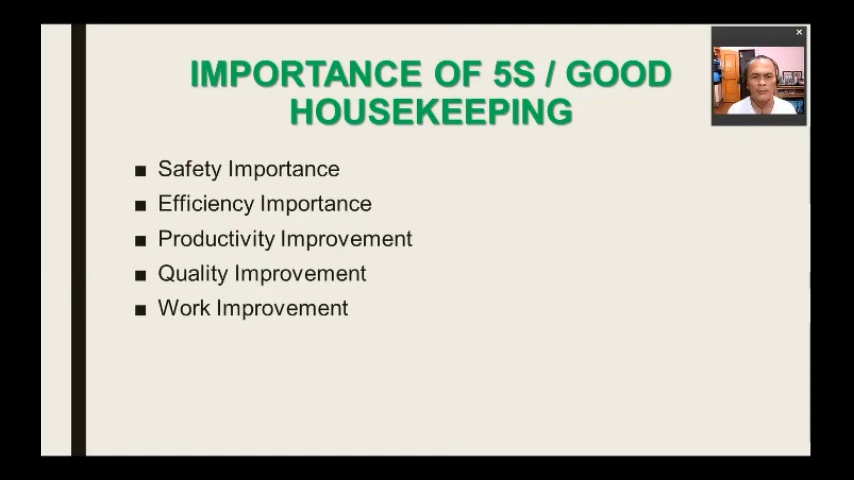 IMPORTANCE OF 5S / GOOD
HOUSEKEEPING
■ Safety Importance
■ Efficiency Importance
■ Productivity Improvement
■ Quality Improvement
■ Work Improvement